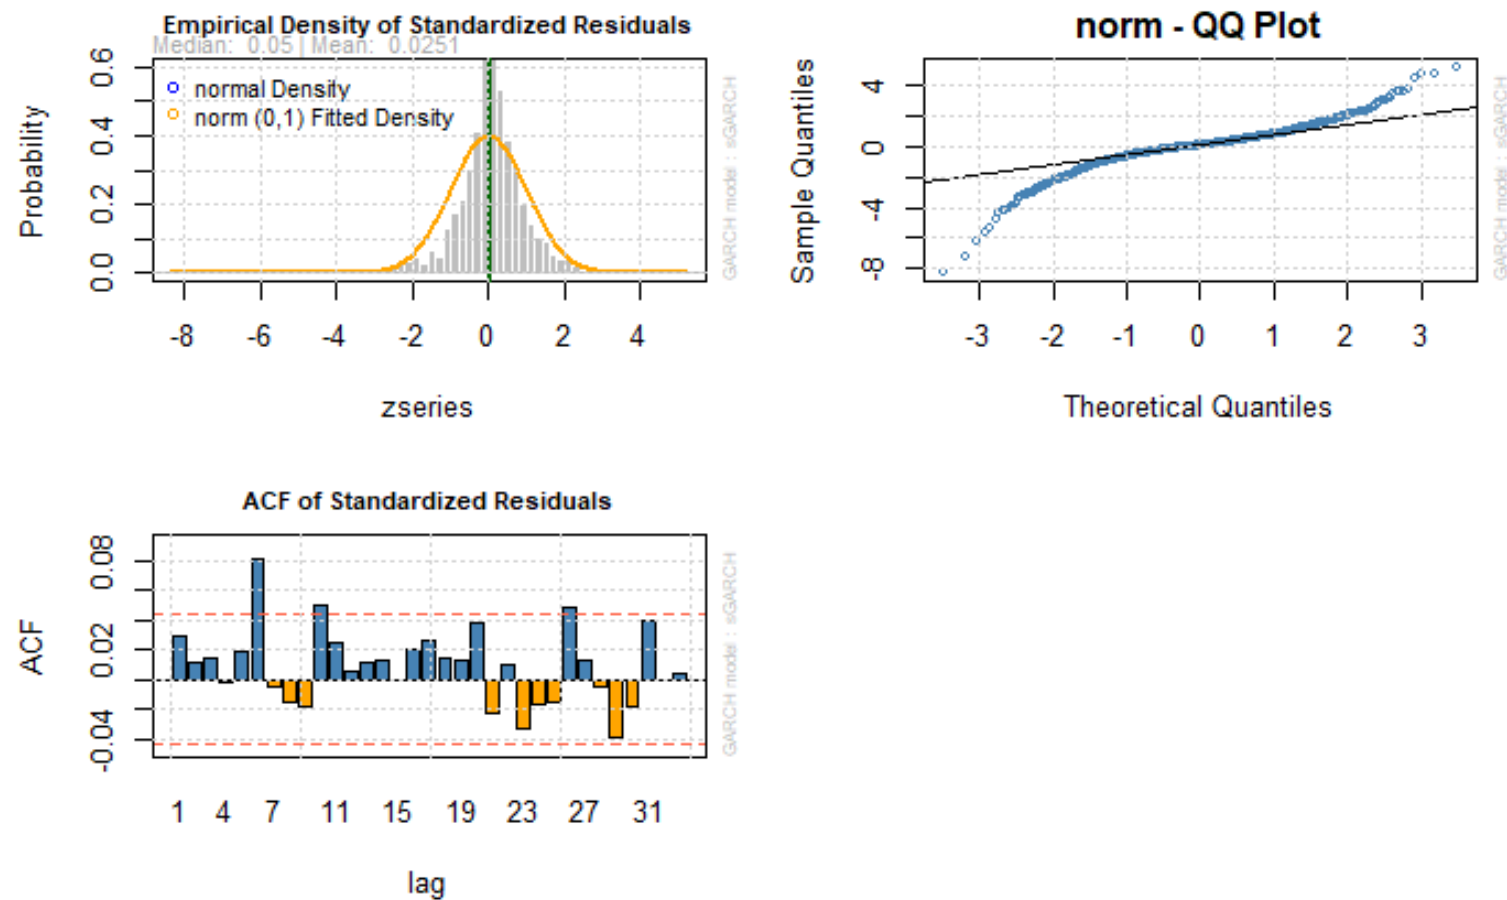 Empirical Density of Standardized Residuals
Median: 0.05 | Mean: 0.0251
Probability
0.0 0.2 0.4 0.6
normal Density
norm (0,1) Fitted Density
-8 -6 -4 -2 0 2 4
zseries
GARCH model : sGARCH
norm - QQ Plot
Sample Quantiles
-8 -4 0 4
-3 -2 -1 0 1 2 3
Theoretical Quantiles
GARCH model : sGARCH
ACF of Standardized Residuals
ACF
-0.04 0.02 0.08
1 4 7 11 15 19 23 27 31
lag
GARCH model : sGARCH